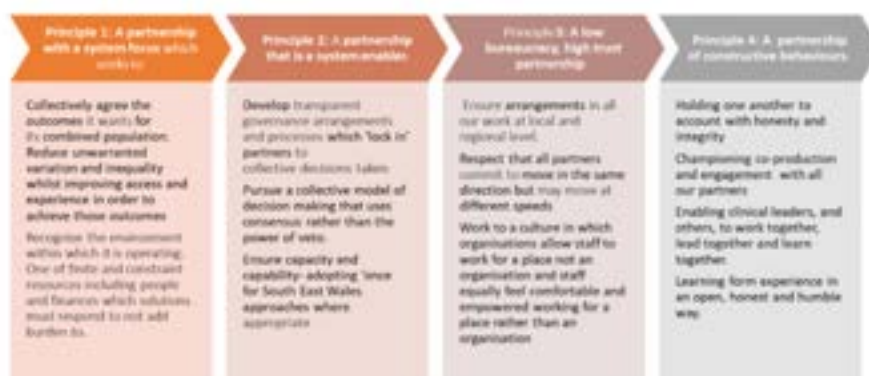 Principle 1: A partnership
with a system focus which
works to:
Collectively agree the
outcomes it wants for
its combined population.
Reduce unwarranted
variation and inequality
whilst improving access and
experience in order to
achieve those outcomes
Recognise the environment
within which it is operating.
One of finite and constraint
resources including people
and finances which solutions
must respond to not add
burden to.
Principle 2: A partnership
that is a system enabler
Develop transparent
governance arrangements
and processes which 'lock in'
partners to
collective decisions taken
Pursue a collective model of
decision making that uses
consensus rather than the
power of veto.
Ensure capacity and
capability- adopting 'once
for South East Wales
approaches where
appropriate
Principle 3: A low
bureaucracy, high trust
partnership
Ensure arrangements in all
our work at local and
regional level.
Respect that all partners
commit to move in the same
direction but may move at
different speeds
Work to a culture in which
organisations allow staff to
work for a place not an
organisation and staff
equally feel comfortable and
empowered working for a
place rather than an
organisation
Principle 4: A partnership
of constructive behaviours
Holding one another to
account with honesty and
integrity
Championing co-production
and engagement with all
our partners
Enabling clinical leaders, and
others, to work together,
lead together and learn
together.
Learning form experience in
an open, honest and humble
way.